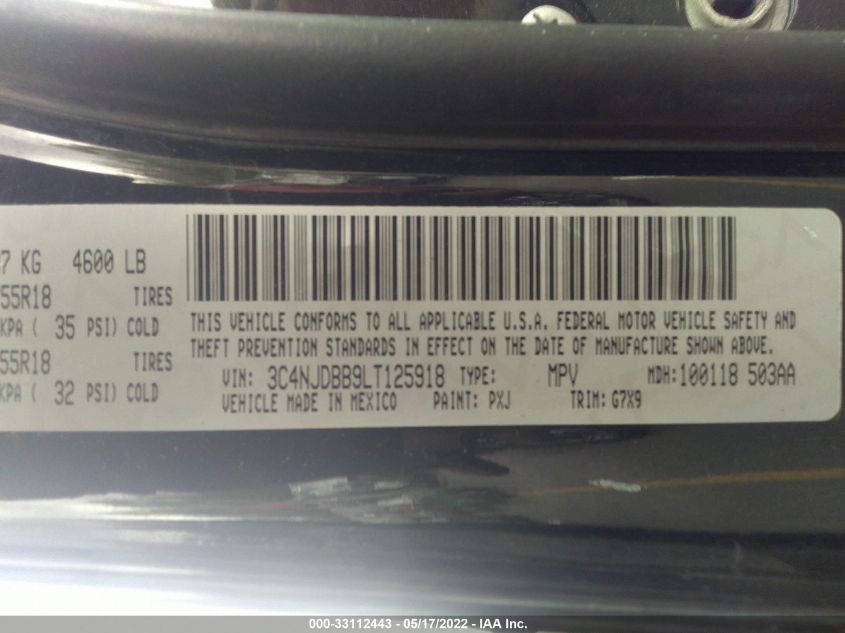 7 KG 4600 LB
55R18 TIRES
KPA ( 35 PSI) COLD
55R18 TIRES
KPA ( 32 PSI) COLD
THIS VEHICLE CONFORMS TO ALL APPLICABLE U.S.A. FEDERAL MOTOR VEHICLE SAFETY AND
THEFT PREVENTION STANDARDS IN EFFECT ON THE DATE OF MANUFACTURE SHOWN ABOVE.
VIN: 3C4NJDBB9LT125918 TYPE: MPV MDH:100118 503AA
VEHICLE MADE IN MEXICO PAINT: PXJ TRIM: G7X9
000-33112443 - 05/17/2022 - IAA Inc.